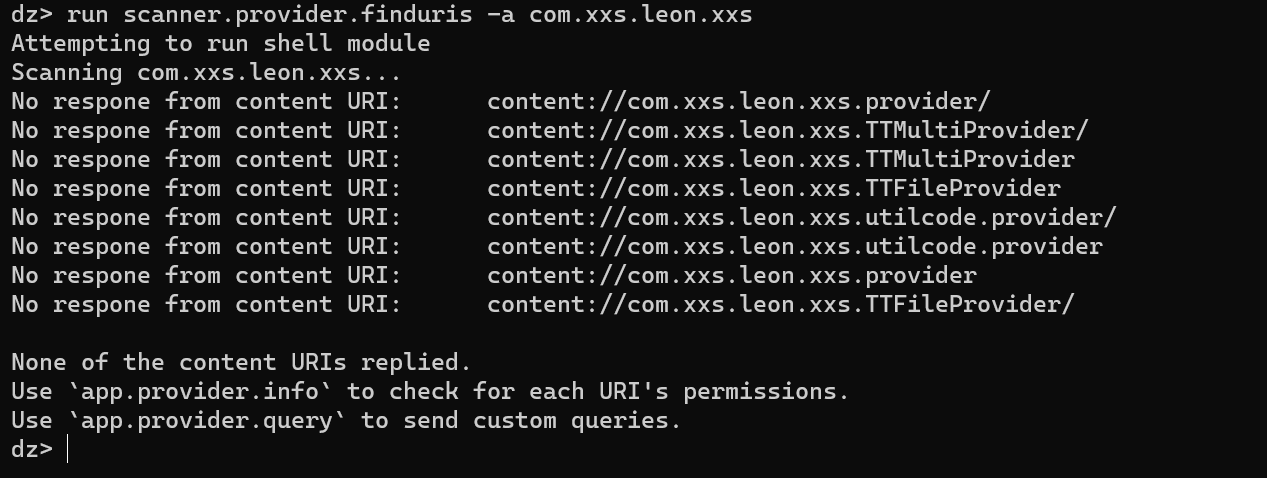 dz> run scanner.provider.finduris -a com.xxs.leon.xxs
Attempting to run shell module
Scanning com.xxs.leon.xxs...
No respone from content URI:      content://com.xxs.leon.xxs.provider/
No respone from content URI:      content://com.xxs.leon.xxs.TTMultiProvider/
No respone from content URI:      content://com.xxs.leon.xxs.TTMultiProvider
No respone from content URI:      content://com.xxs.leon.xxs.TTFileProvider
No respone from content URI:      content://com.xxs.leon.xxs.utilcode.provider/
No respone from content URI:      content://com.xxs.leon.xxs.utilcode.provider
No respone from content URI:      content://com.xxs.leon.xxs.provider
No respone from content URI:      content://com.xxs.leon.xxs.TTFileProvider/

None of the content URIs replied.
Use `app.provider.info` to check for each URI's permissions.
Use `app.provider.query` to send custom queries.
dz>